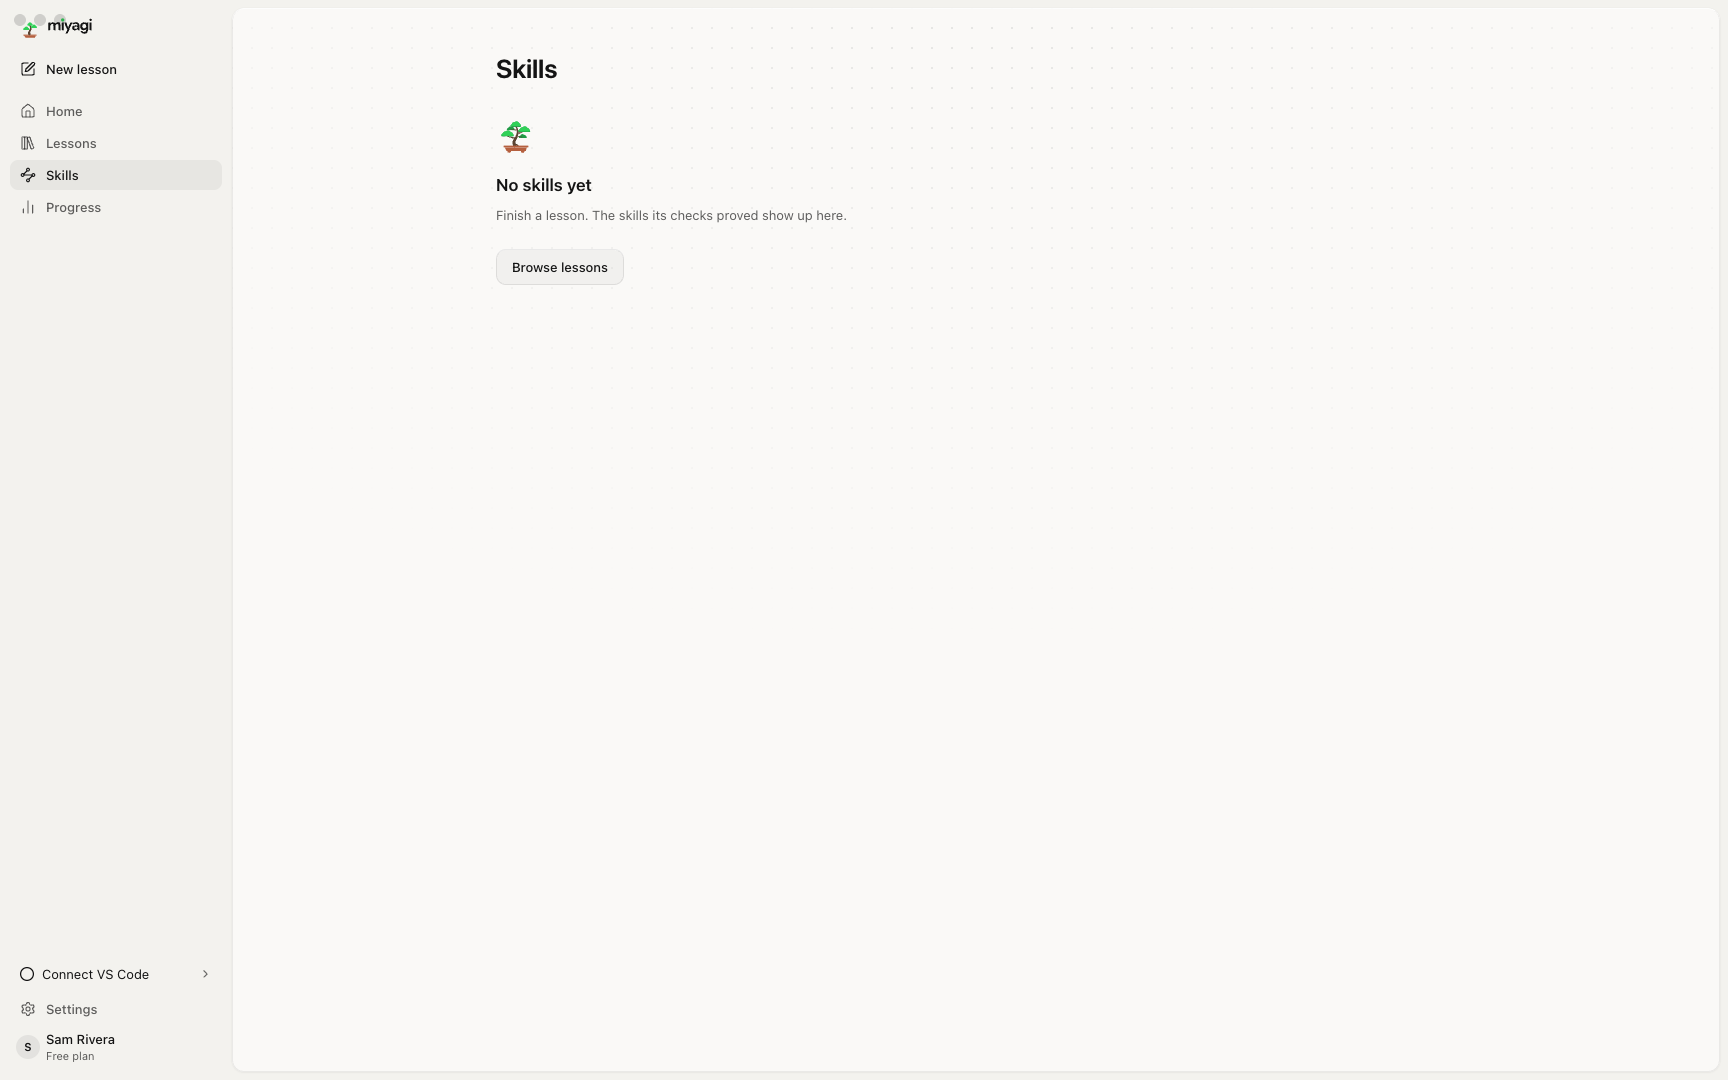 miyagi
New lesson
Home
Lessons
Skills
Progress
Skills
No skills yet
Finish a lesson. The skills its checks proved show up here.
Browse lessons
Connect VS Code
Settings
S
Sam Rivera
Free plan